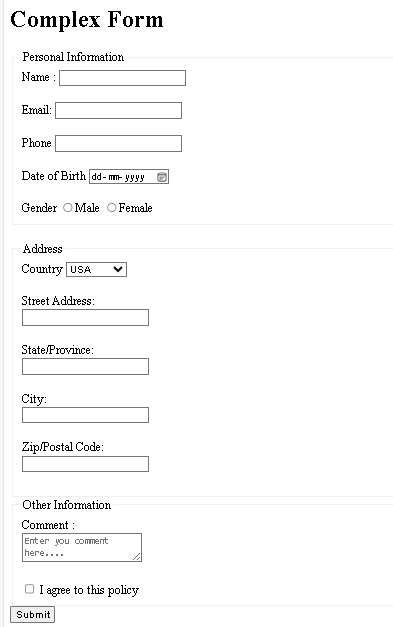 Complex Form
Personal Information
Name :
Email:
Phone
Date of Birth dd-mm-yyyy
Gender Male Female
Address
Country USA
Street Address:
State/Province:
City:
Zip/Postal Code:
Other Information
Comment :
Enter you comment
here....
I agree to this policy
Submit